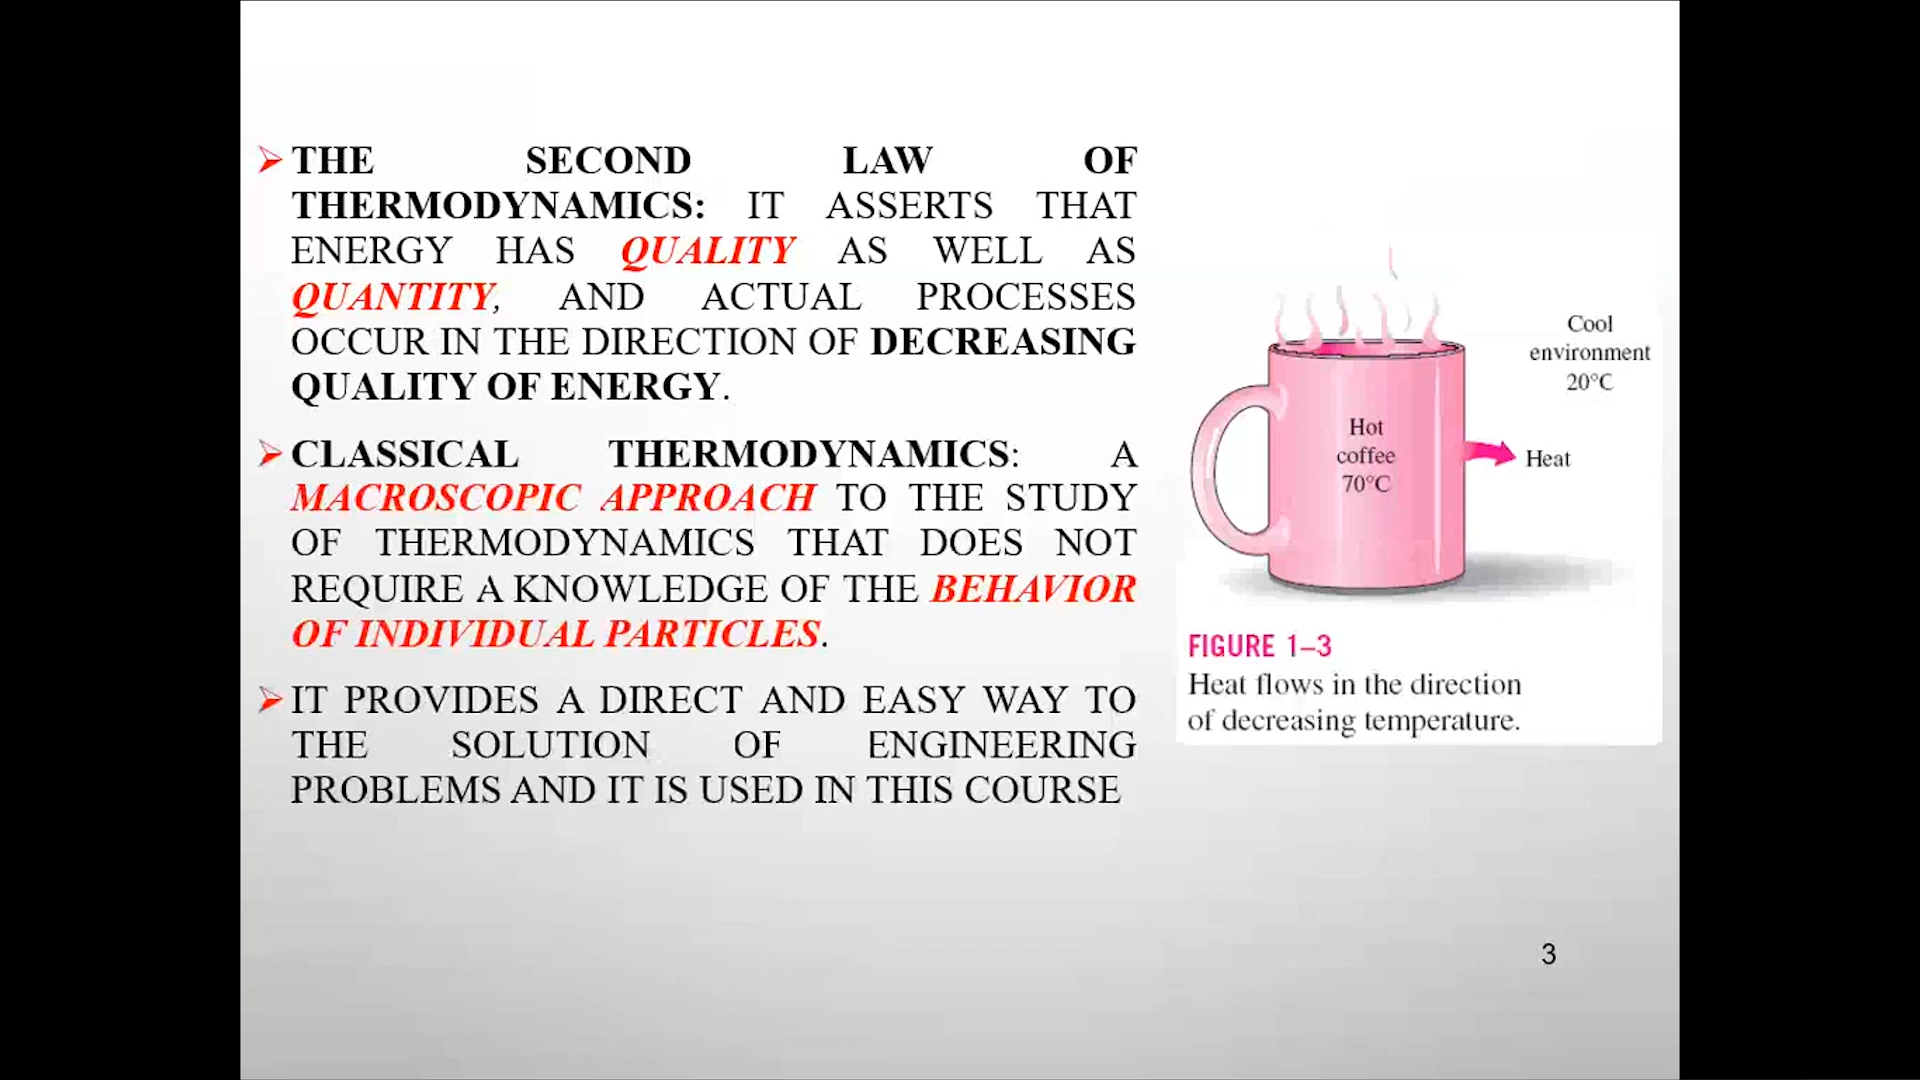 THE SECOND LAW OF
THERMODYNAMICS: IT ASSERTS THAT
ENERGY HAS QUALITY AS WELL AS
QUANTITY, AND ACTUAL PROCESSES
OCCUR IN THE DIRECTION OF DECREASING
QUALITY OF ENERGY.
CLASSICAL THERMODYNAMICS: A
MACROSCOPIC APPROACH TO THE STUDY
OF THERMODYNAMICS THAT DOES NOT
REQUIRE A KNOWLEDGE OF THE BEHAVIOR
OF INDIVIDUAL PARTICLES.
IT PROVIDES A DIRECT AND EASY WAY TO
THE SOLUTION OF ENGINEERING
PROBLEMS AND IT IS USED IN THIS COURSE
Cool
environment
20°C
Hot
coffee
70°C
Heat
FIGURE 1–3
Heat flows in the direction
of decreasing temperature.
3